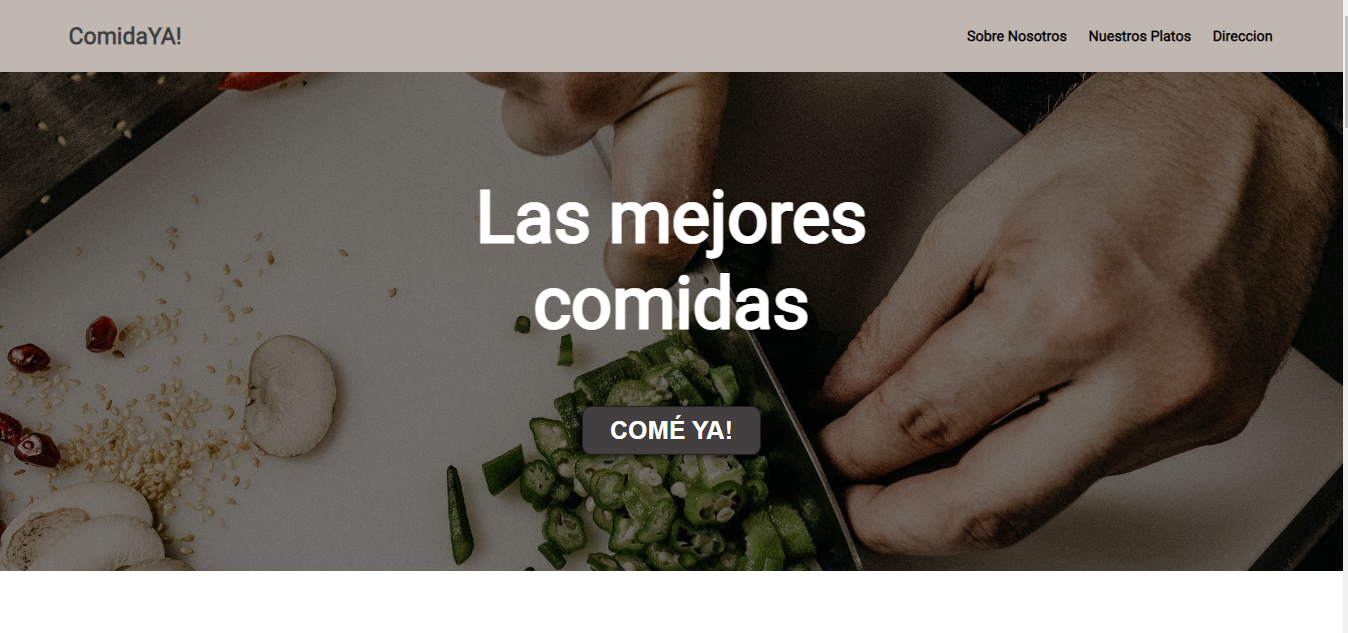 ComidaYA!
Sobre Nosotros Nuestros Platos Direccion
Las mejores
comidas
COMÉ YA!